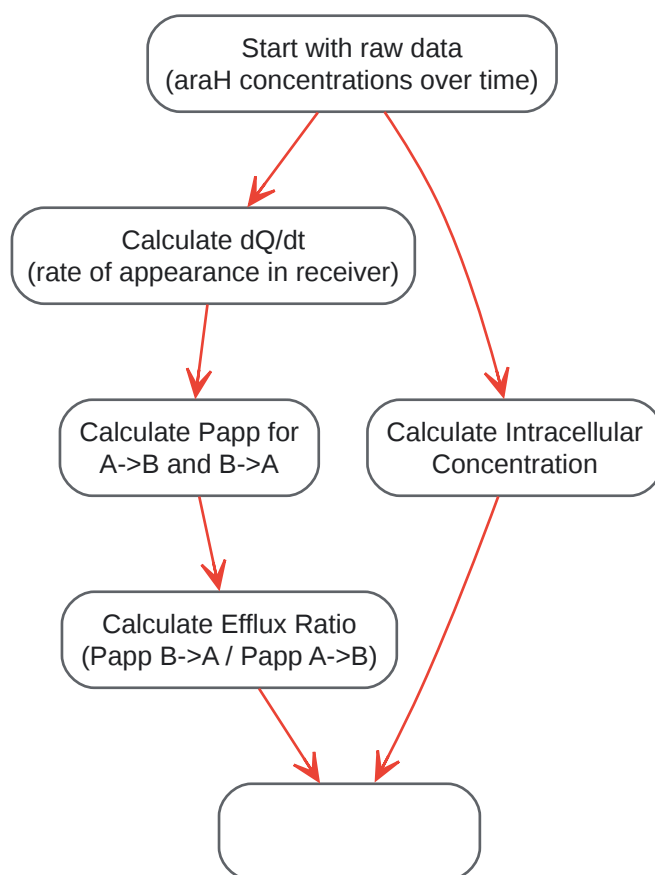 Start with raw data
(araH concentrations over time)
Calculate dQ/dt
(rate of appearance in receiver)
Calculate Papp for
A->B and B->A
Calculate Intracellular
Concentration
Calculate Efflux Ratio
(Papp B->A / Papp A->B)